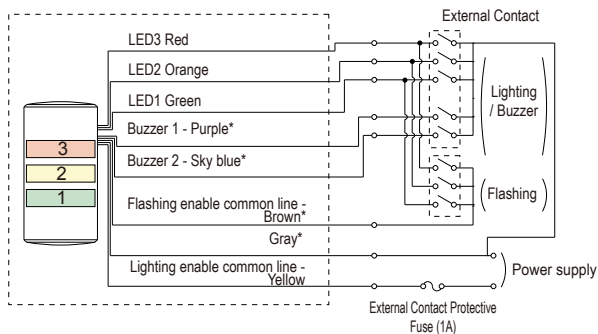 External Contact
LED3 Red
LED2 Orange
LED1 Green
Buzzer 1 - Purple*
Buzzer 2 - Sky blue*
Flashing enable common line -
Brown*
Gray*
Lighting enable common line -
Yellow
3
2
1
Lighting
/ Buzzer
Flashing
Power supply
External Contact Protective
Fuse (1A)